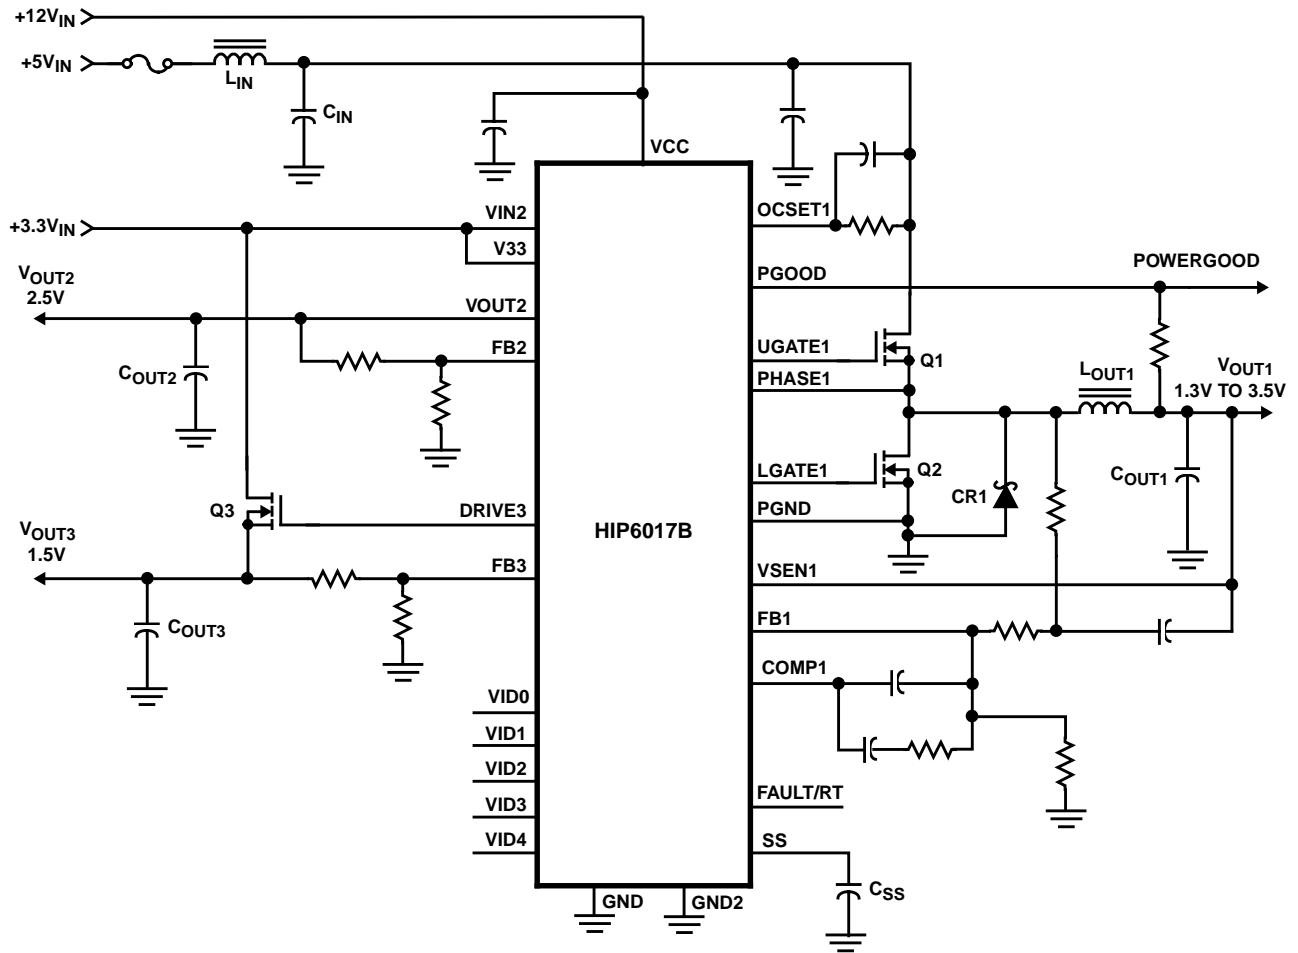 +12VIN
+5VIN
LIN
CIN
VCC
+3.3VIN
VIN2
V33
VOUT2
2.5V
VOUT2
FB2
COUT2
Q3
DRIVE3
VOUT3
1.5V
FB3
COUT3
VID0
VID1
VID2
VID3
VID4
HIP6017B
GND
GND2
OCSET1
PGOOD
POWERGOOD
UGATE1
Q1
PHASE1
LOUT1
VOUT1
1.3V TO 3.5V
LGATE1
Q2
CR1
COUT1
PGND
VSEN1
FB1
COMP1
FAULT/RT
SS
CSS